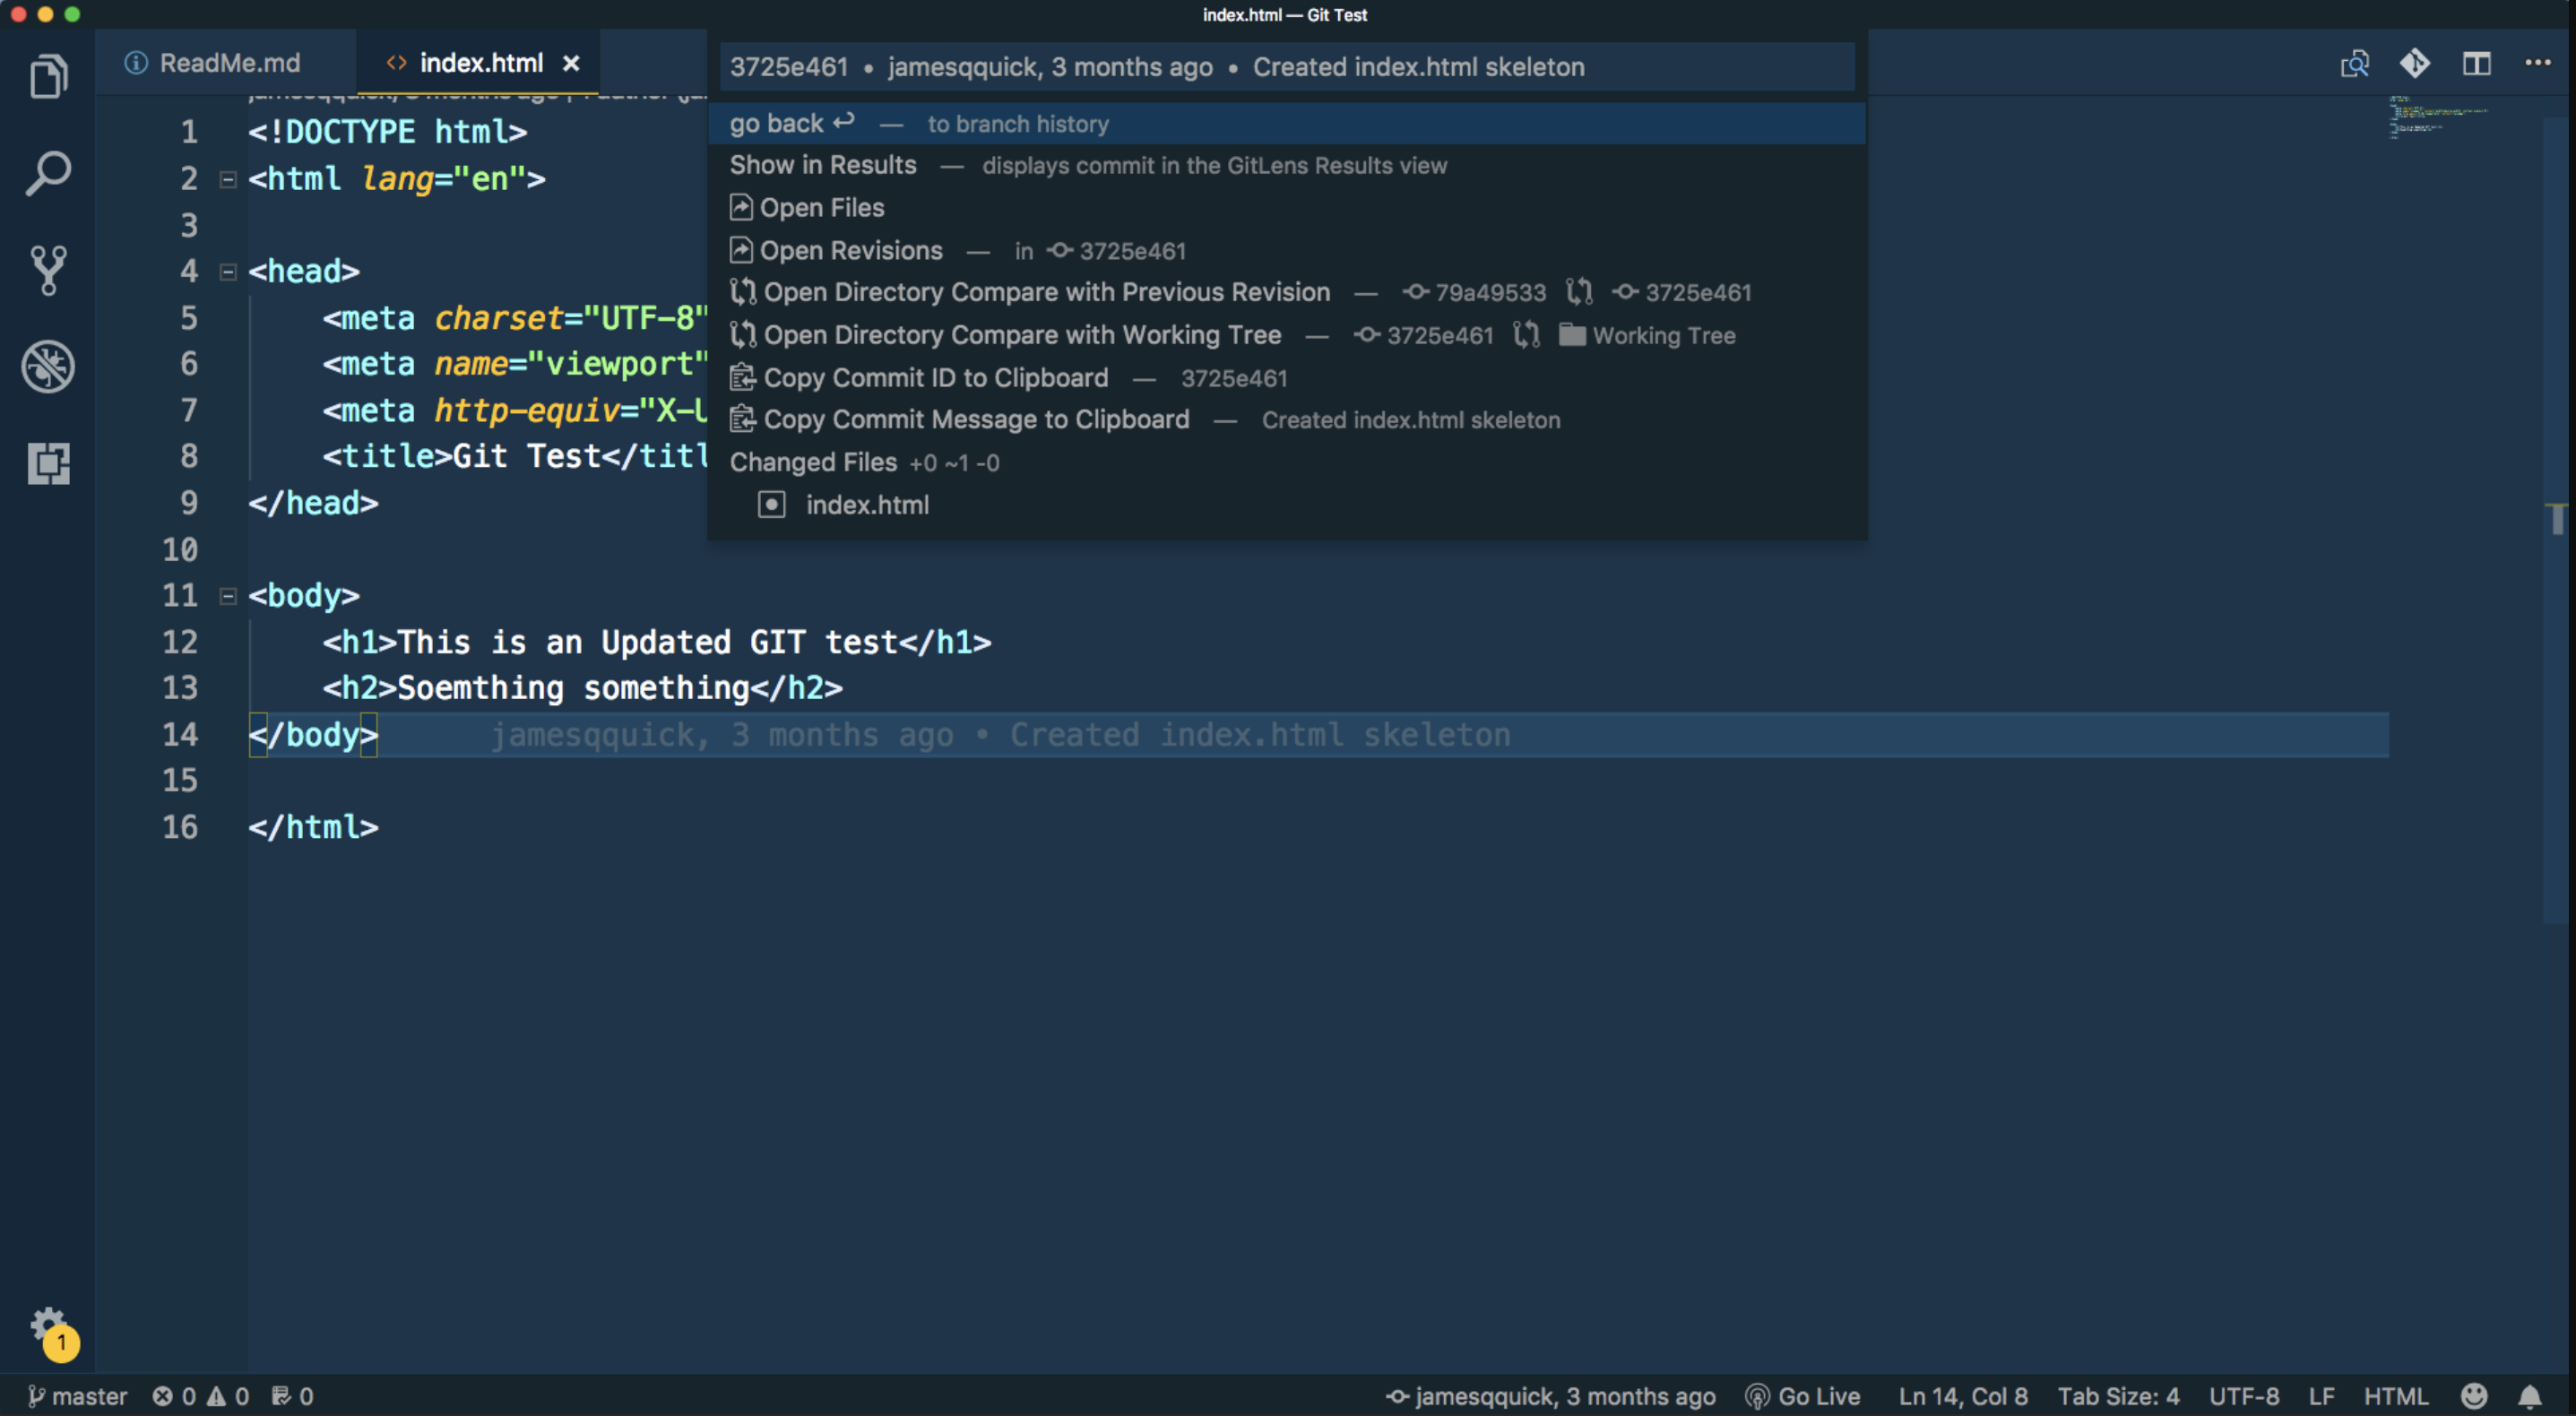 index.html — Git Test
ReadMe.md
index.html
3725e461 • jamesqquick, 3 months ago • Created index.html skeleton
go back ↩ — to branch history
Show in Results — displays commit in the GitLens Results view
Open Files
Open Revisions — in 3725e461
Open Directory Compare with Previous Revision — 79a49533 3725e461
Open Directory Compare with Working Tree — 3725e461 Working Tree
Copy Commit ID to Clipboard — 3725e461
Copy Commit Message to Clipboard — Created index.html skeleton
Changed Files +0 ~1 -0
index.html
1 <!DOCTYPE html>
2 <html lang="en">
3
4 <head>
5 <meta charset="UTF-8"
6 <meta name="viewport"
7 <meta http-equiv="X-U
8 <title>Git Test</titl
9 </head>
10
11 <body>
12 <h1>This is an Updated GIT test</h1>
13 <h2>Soemthing something</h2>
14 </body> jamesqquick, 3 months ago • Created index.html skeleton
15
16 </html>
1
master 0 0 0 jamesqquick, 3 months ago Go Live Ln 14, Col 8 Tab Size: 4 UTF-8 LF HTML